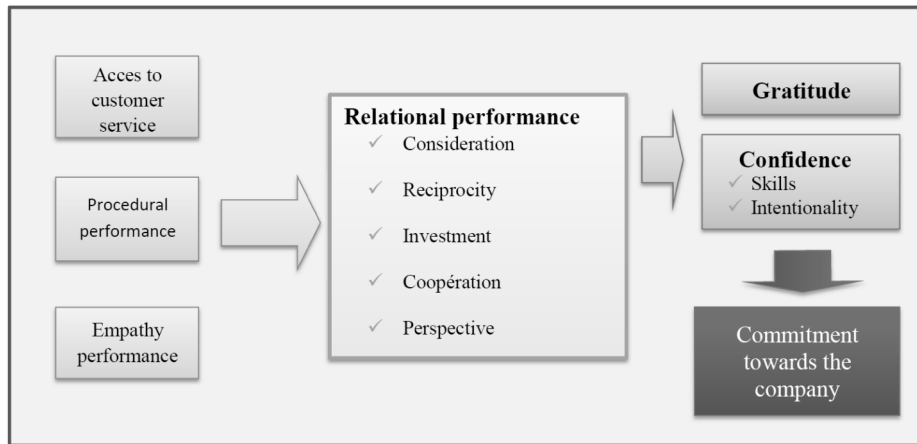 Acces to
customer
service
Procedural
performance
Empathy
performance
Relational performance
✓ Consideration
✓ Reciprocity
✓ Investment
✓ Coopération
✓ Perspective
Gratitude
Confidence
✓ Skills
✓ Intentionality
Commitment
towards the
company